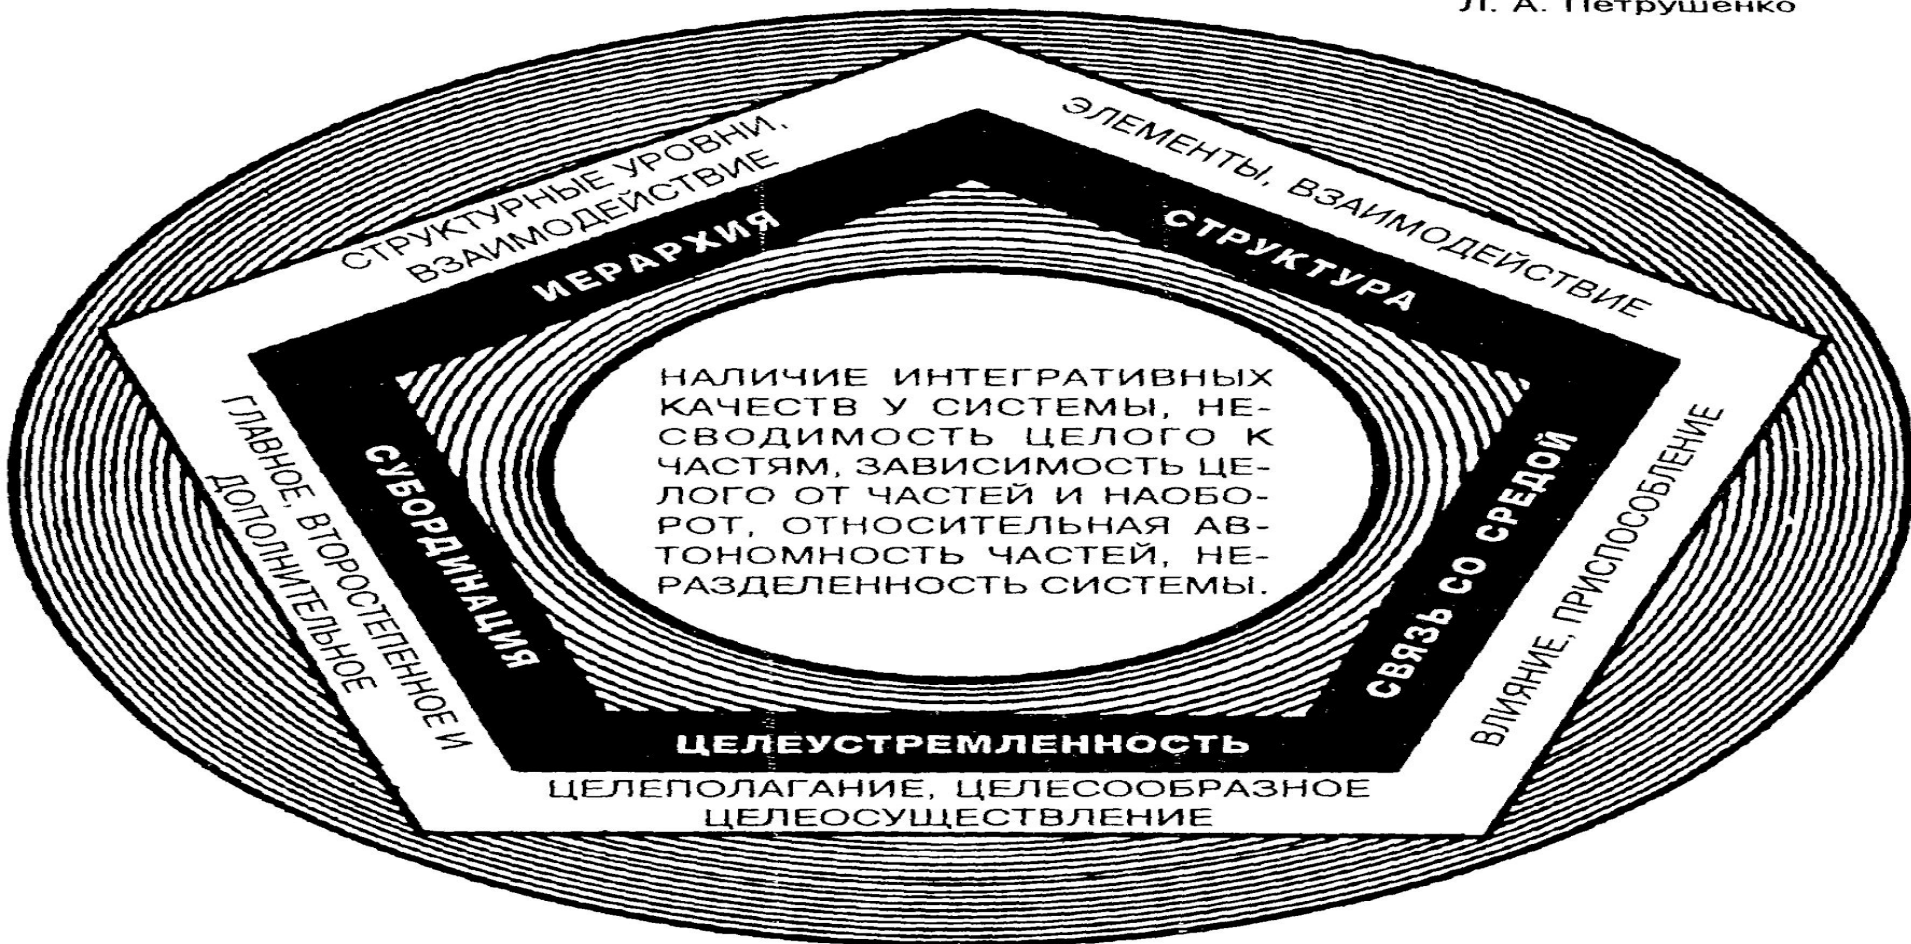 Л. А. Петрушенко
СТРУКТУРНЫЕ УРОВНИ,
ВЗАИМОДЕЙСТВИЕ
ИЕРАРХИЯ
ЭЛЕМЕНТЫ, ВЗАИМОДЕЙСТВИЕ
СТРУКТУРА
НАЛИЧИЕ ИНТЕГРАТИВНЫХ
КАЧЕСТВ У СИСТЕМЫ, НЕ-
СВОДИМОСТЬ ЦЕЛОГО К
ЧАСТЯМ, ЗАВИСИМОСТЬ ЦЕ-
ЛОГО ОТ ЧАСТЕЙ И НАОБО-
РОТ, ОТНОСИТЕЛЬНАЯ АВ-
ТОНОМНОСТЬ ЧАСТЕЙ, НЕ-
РАЗДЕЛЕННОСТЬ СИСТЕМЫ.
ГЛАВНОЕ, ВТОРОСТЕПЕННОЕ И
ДОПОЛНИТЕЛЬНОЕ
СУБОРДИНАЦИЯ
СВЯЗЬ СО СРЕДОЙ
ВЛИЯНИЕ, ПРИСПОСОБЛЕНИЕ
ЦЕЛЕУСТРЕМЛЕННОСТЬ
ЦЕЛЕПОЛАГАНИЕ, ЦЕЛЕСООБРАЗНОЕ
ЦЕЛЕОСУЩЕСТВЛЕНИЕ